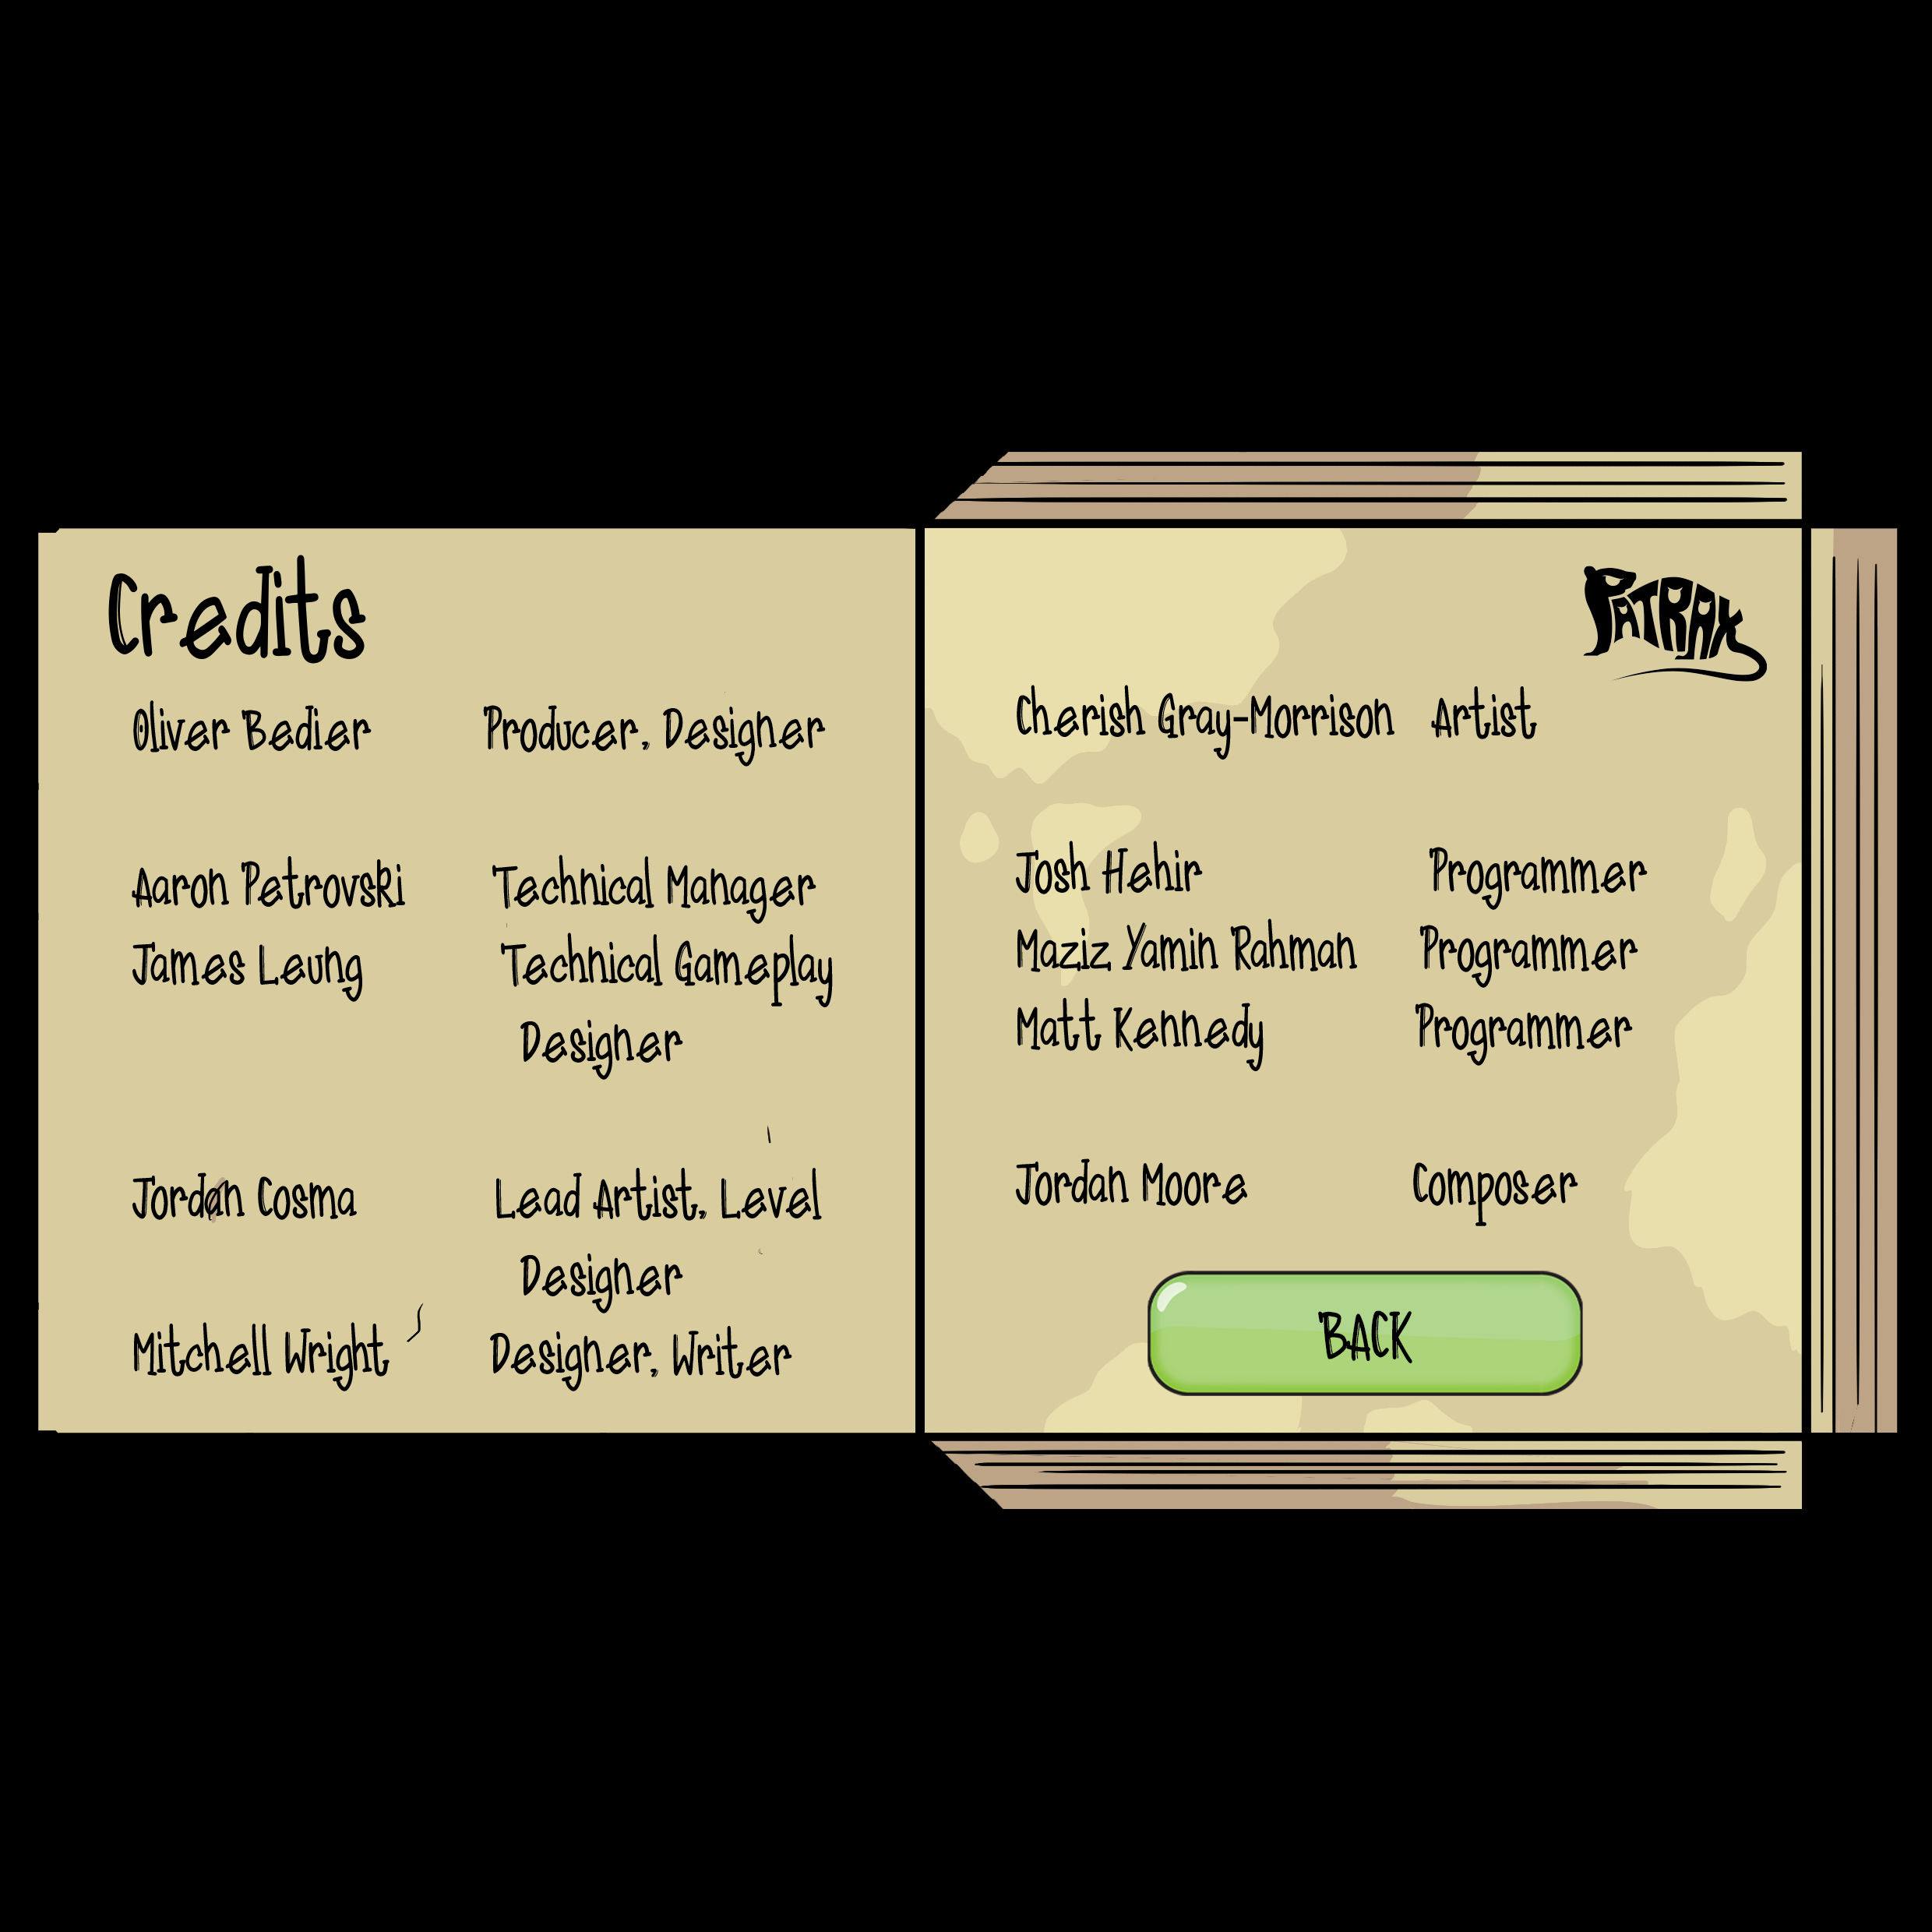 Credits
Oliver Bedier Producer, Designer
Aaron Petrovski Technical Manager
James Leung Technical Gameplay
Designer
Jordan Cosma Lead Artist, Level
Designer
Mitchell Wright Designer, Writer
PATRAX
Cherish Gray-Morrison Artist
Josh Hehir Programmer
Maziz Yamin Rahman Programmer
Matt Kennedy Programmer
Jordan Moore Composer
BACK